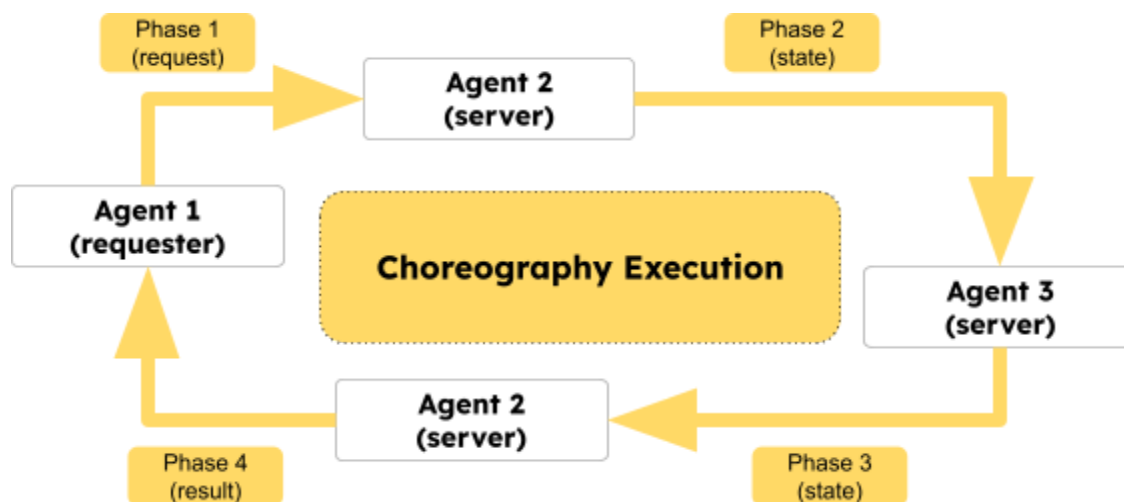 Phase 1
(request)
Phase 2
(state)
Agent 2
(server)
Agent 1
(requester)
Choreography Execution
Agent 3
(server)
Agent 2
(server)
Phase 4
(result)
Phase 3
(state)